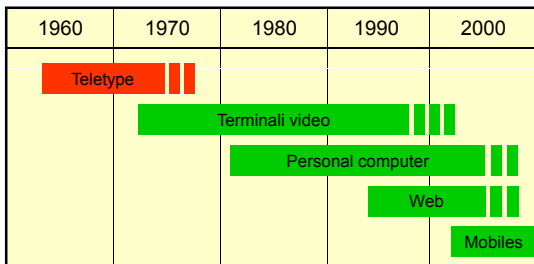 1960 1970 1980 1990 2000
Teletype
Terminali video
Personal computer
Web
Mobiles